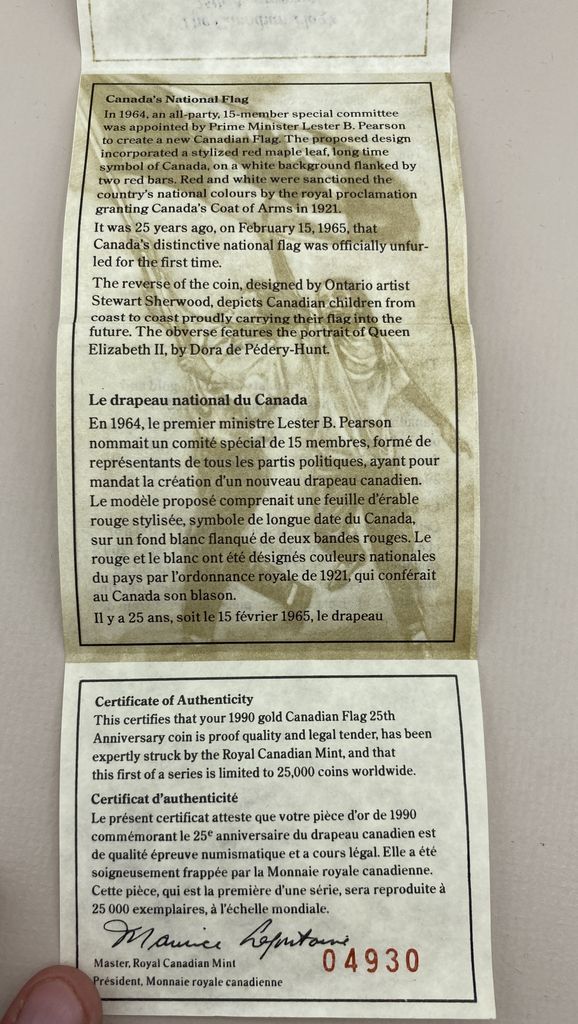 Canada's National Flag
In 1964, an all-party, 15-member special committee
was appointed by Prime Minister Lester B. Pearson
to create a new Canadian Flag. The proposed design
incorporated a stylized red maple leaf, long time
symbol of Canada, on a white background flanked by
two red bars. Red and white were sanctioned the
country's national colours by the royal proclamation
granting Canada's Coat of Arms in 1921.
It was 25 years ago, on February 15, 1965, that
Canada's distinctive national flag was officially unfur-
led for the first time.
The reverse of the coin, designed by Ontario artist
Stewart Sherwood, depicts Canadian children from
coast to coast proudly carrying their flag into the
future. The obverse features the portrait of Queen
Elizabeth II, by Dora de Pédery-Hunt.
Le drapeau national du Canada
En 1964, le premier ministre Lester B. Pearson
nommait un comité spécial de 15 membres, formé de
représentants de tous les partis politiques, ayant pour
mandat la création d'un nouveau drapeau canadien.
Le modèle proposé comprenait une feuille d'érable
rouge stylisée, symbole de longue date du Canada,
sur un fond blanc flanqué de deux bandes rouges. Le
rouge et le blanc ont été désignés couleurs nationales
du pays par l'ordonnance royale de 1921, qui conférait
au Canada son blason.
Il y a 25 ans, soit le 15 février 1965, le drapeau
Certificate of Authenticity
This certifies that your 1990 gold Canadian Flag 25th
Anniversary coin is proof quality and legal tender, has been
expertly struck by the Royal Canadian Mint, and that
this first of a series is limited to 25,000 coins worldwide.
Certificat d'authenticité
Le présent certificat atteste que votre pièce d'or de 1990
commémorant le 25e anniversaire du drapeau canadien est
de qualité épreuve numismatique et a cours légal. Elle a été
soigneusement frappée par la Monnaie royale canadienne.
Cette pièce, qui est la première d'une série, sera reproduite à
25 000 exemplaires, à l'échelle mondiale.
Maurice Lafontaine
Master, Royal Canadian Mint 04930
Président, Monnaie royale canadienne